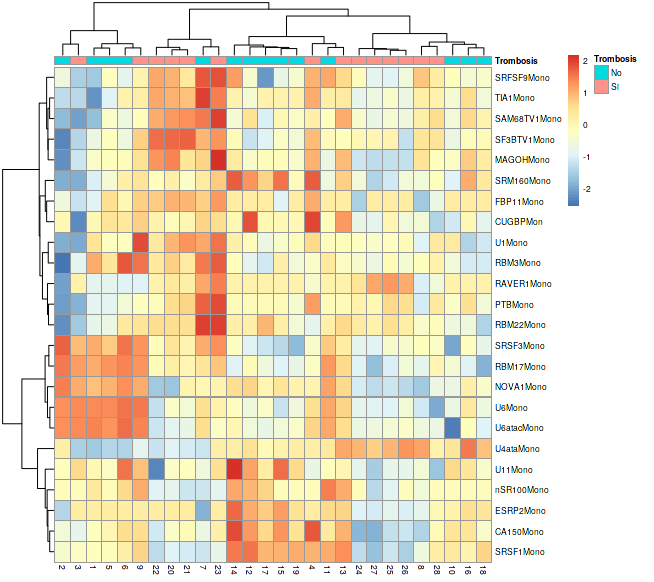 Trombosis
SRFSF9Mono
TIA1Mono
SAM68TV1Mono
SF3BTV1Mono
MAGOHMono
SRM160Mono
FBP11Mono
CUGBPMon
U1Mono
RBM3Mono
RAVER1Mono
PTBMono
RBM22Mono
SRSF3Mono
RBM17Mono
NOVA1Mono
U6Mono
U6atacMono
U4ataMono
U11Mono
nSR100Mono
ESRP2Mono
CA150Mono
SRSF1Mono
2 3 1 5 6 9 22 20 21 7 23 14 12 17 15 19 4 11 13 24 27 25 26 8 28 10 16 18
2
1
0
-1
-2
Trombosis
No
SI